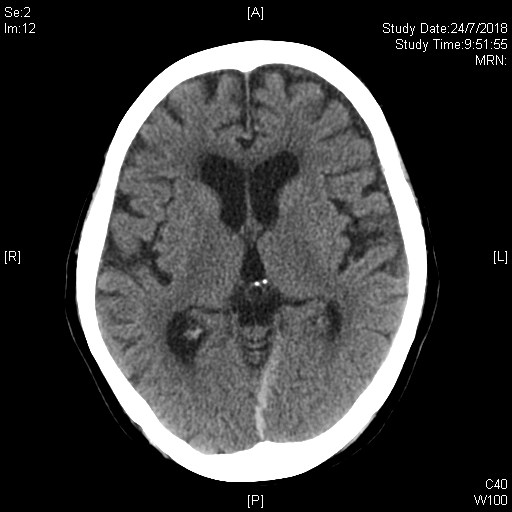 Se:2
Im:12
[A]
Study Date:24/7/2018
Study Time:9:51:55
MRN:
[R]
[L]
[P]
C40
W100